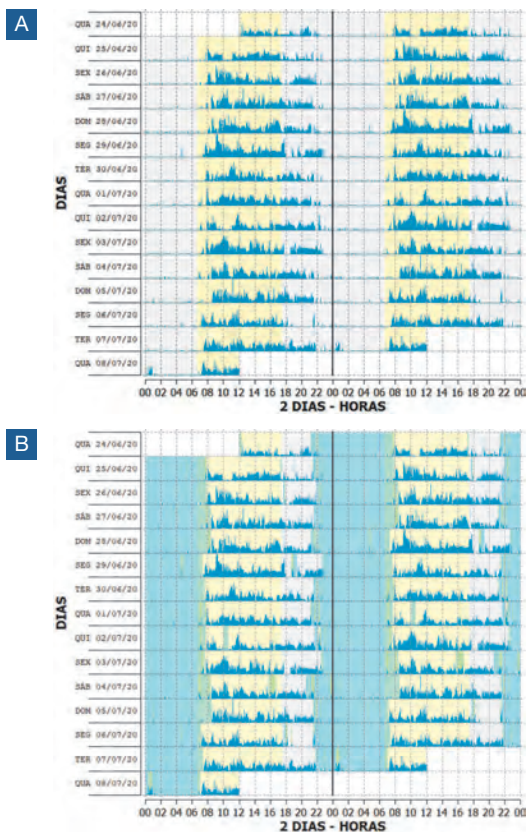 A
DIAS
QUA 24/06/20
QUI 25/06/20
SEX 26/06/20
SÁB 27/06/20
DOM 28/06/20
SEG 29/06/20
TER 30/06/20
QUA 01/07/20
QUI 02/07/20
SEX 03/07/20
SÁB 04/07/20
DOM 05/07/20
SEG 06/07/20
TER 07/07/20
QUA 08/07/20
00 02 04 06 08 10 12 14 16 18 20 22 00 02 04 06 08 10 12 14 16 18 20 22 00
2 DIAS - HORAS
B
DIAS
QUA 24/06/20
QUI 25/06/20
SEX 26/06/20
SÁB 27/06/20
DOM 28/06/20
SEG 29/06/20
TER 30/06/20
QUA 01/07/20
QUI 02/07/20
SEX 03/07/20
SÁB 04/07/20
DOM 05/07/20
SEG 06/07/20
TER 07/07/20
QUA 08/07/20
00 02 04 06 08 10 12 14 16 18 20 22 00 02 04 06 08 10 12 14 16 18 20 22 00
2 DIAS - HORAS